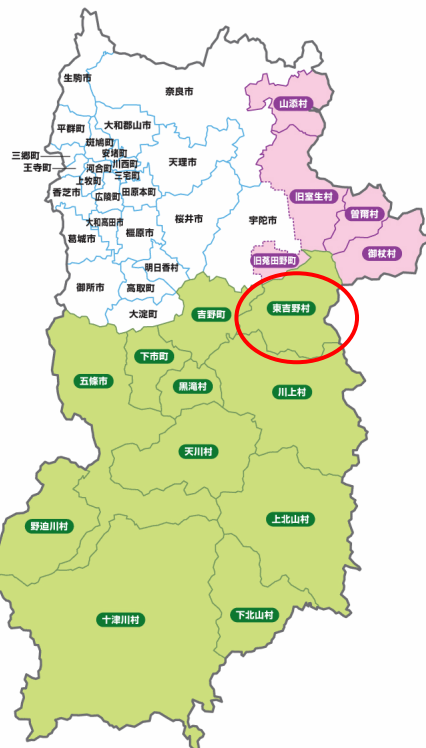 生駒市
奈良市
山添村
平群町
大和郡山市
斑鳩町
安堵町
三郷町
川西町
天理市
王寺町
河合町
三宅町
上牧町
香芝市
広陵町
田原本町
旧室生村
曽爾村
大和高田市
桜井市
宇陀市
葛城市
橿原市
御杖村
旧菟田野町
明日香村
御所市
高取町
大淀町
吉野町
東吉野村
下市町
五條市
黒滝村
川上村
天川村
野迫川村
上北山村
十津川村
下北山村